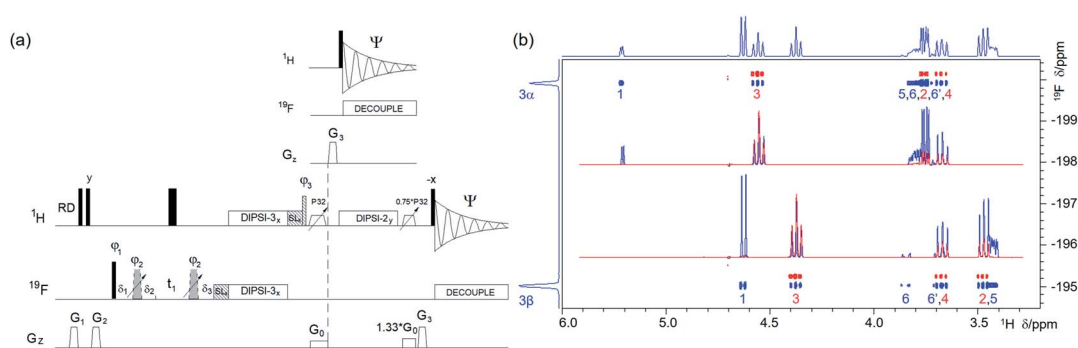 (a)
¹H
Ψ
¹⁹F
DECOUPLE
Gz
G₃
¹H
RD
y
DIPSI-3ₓ
SLₓ
φ₃
P32
DIPSI-2y
0.75*P32
-x
Ψ
¹⁹F
φ₁
δ₁
φ₂
δ₂
t₁
φ₂
δ₃
SLₓ
DIPSI-3ₓ
DECOUPLE
Gz
G₁
G₂
G₀
1.33*G₀
G₃
(b)
3α
¹⁹F δ/ppm
1
3
5,6,2,6',4
-199
-198
-197
-196
-195
3β
1
3
6
6',4
2,5
6.0
5.0
4.5
4.0
3.5
¹H δ/ppm